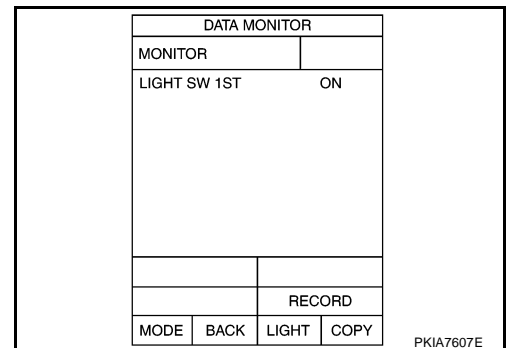 DATA MONITOR
MONITOR
LIGHT SW 1ST ON
RECORD
MODE BACK LIGHT COPY
PKIA7607E